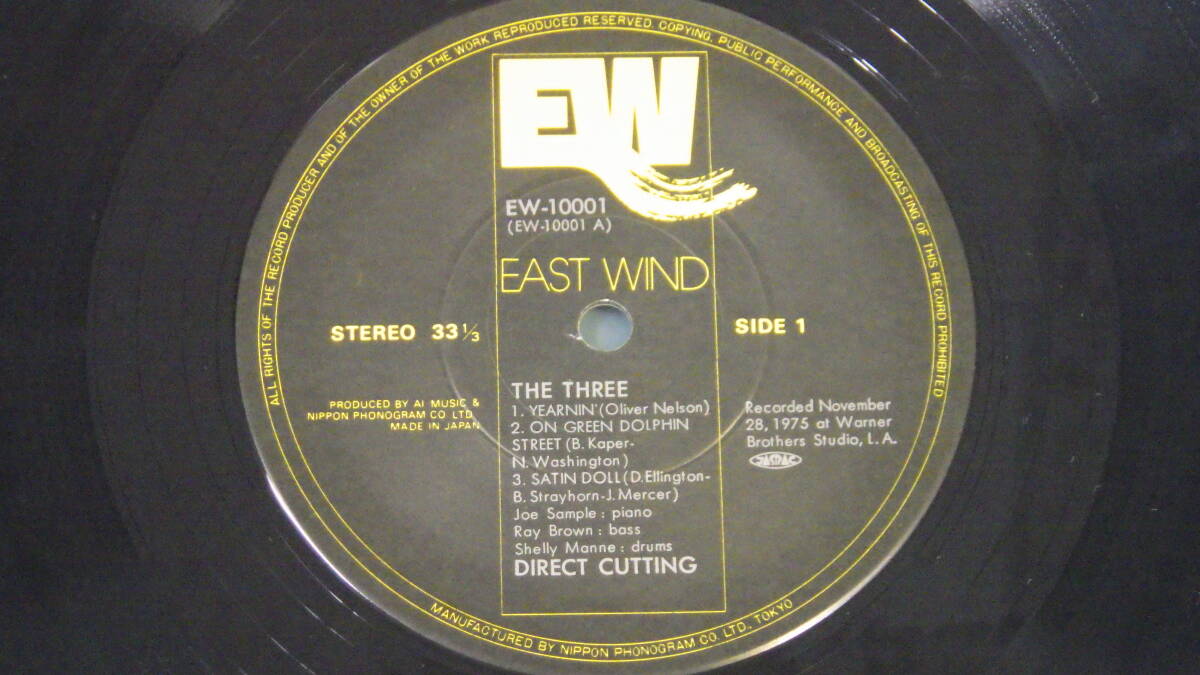 ALL RIGHTS OF THE RECORD PRODUCER AND OF THE OWNER OF THE WORK REPRODUCED RESERVED. COPYING, PUBLIC PERFORMANCE AND BROADCASTING OF THIS RECORD PROHIBITED
EW
EW-10001
(EW-10001 A)
EAST WIND
STEREO 33 1/3
SIDE 1
PRODUCED BY AI MUSIC &
NIPPON PHONOGRAM CO. LTD.
MADE IN JAPAN
THE THREE
1. YEARNIN' (Oliver Nelson)
2. ON GREEN DOLPHIN
STREET (B. Kaper-
N. Washington)
3. SATIN DOLL (D.Ellington-
B. Strayhorn-J. Mercer)
Joe Sample : piano
Ray Brown : bass
Shelly Manne : drums
DIRECT CUTTING
Recorded November
28, 1975 at Warner
Brothers Studio, L.A.
JASRAC
MANUFACTURED BY NIPPON PHONOGRAM CO. LTD., TOKYO